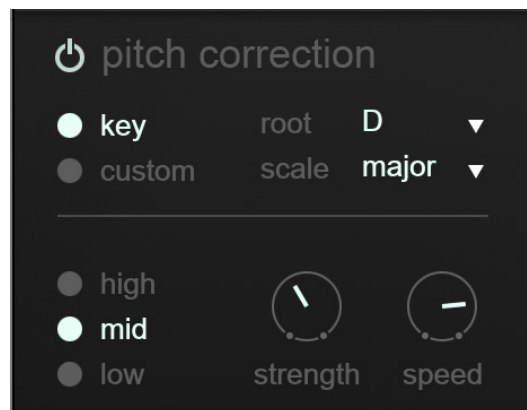 pitch correction
key root D
custom scale major
high
mid
low strength speed